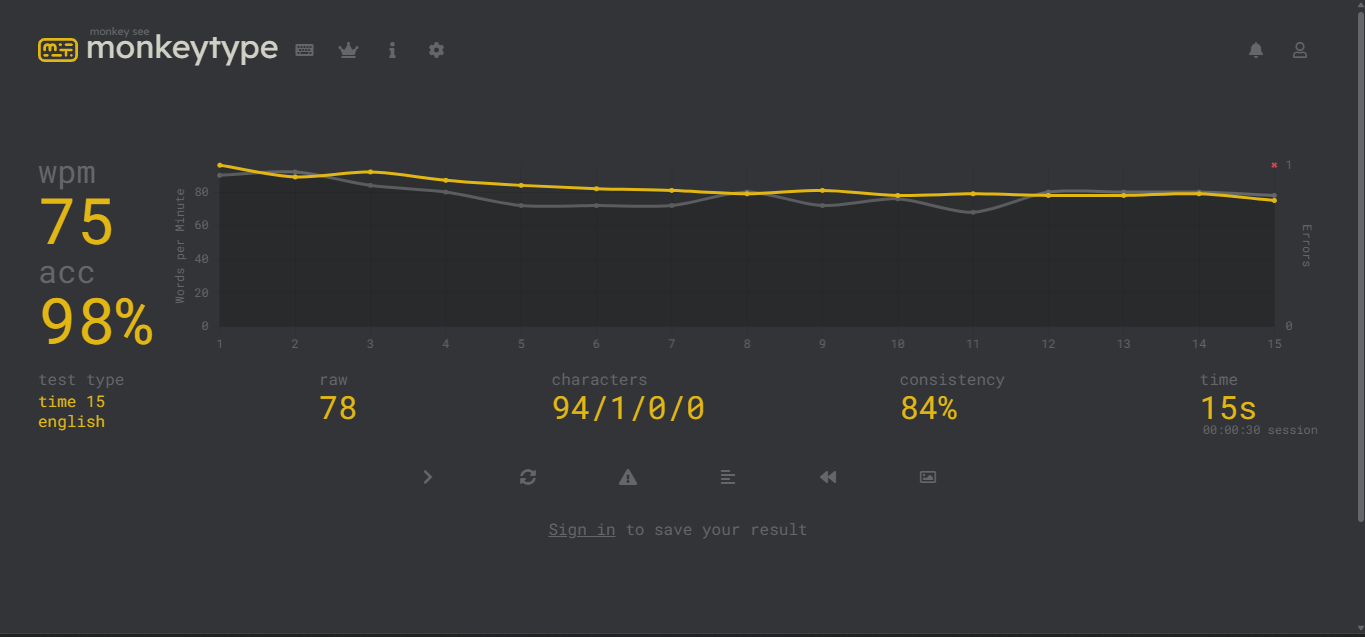 monkey see
monkeytype
wpm
75
acc
98%
Words per Minute
80
60
40
20
0
1 2 3 4 5 6 7 8 9 10 11 12 13 14 15
1
Errors
0
test type
time 15
english
raw
78
characters
94/1/0/0
consistency
84%
time
15s
00:00:30 session
Sign in to save your result